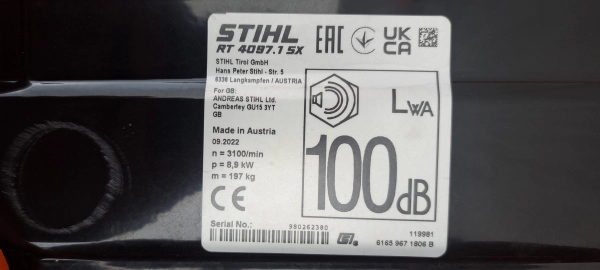 STIHL
RT 4097.1 SX
EAC
UK
CA
STIHL Tirol GmbH
Hans Peter Stihl - Str. 5
6336 Langkampfen / AUSTRIA
For GB:
ANDREAS STIHL Ltd.
Camberley GU15 3YT
GB
Made in Austria
09.2022
n = 3100/min
p = 8,9 kW
m = 197 kg
CE
LWA
100dB
Serial No.:
980262380
119981
6165 967 1906 B